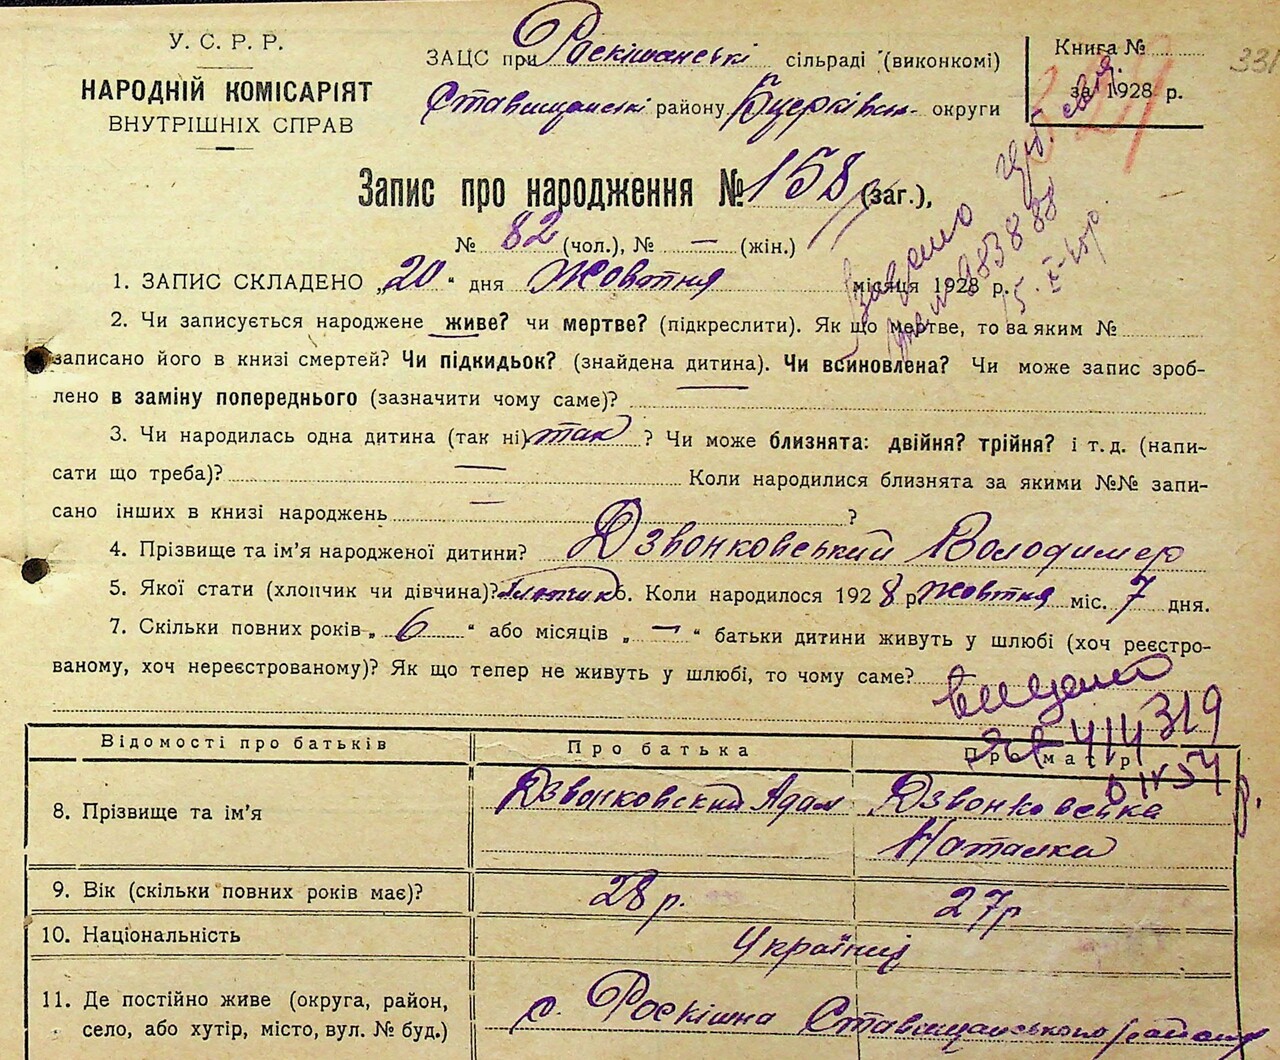 У. С. Р. Р.
НАРОДНІЙ КОМІСАРІЯТ
ВНУТРІШНІХ СПРАВ
ЗАЦС при Роскішанські сільраді (виконкомі)
Ставищанські району Бцерківськ округи
Книга №
за 1928 р.
331
Запис про народження № 158 (заг.),
№ 82 (чол.), № — (жін.)
1. ЗАПИС СКЛАДЕНО „20“ дня Жовтня місяця 1928 р.
2. Чи записується народжене живе? чи мертве? (підкреслити). Як що мертве, то за яким №
записано його в книзі смертей? Чи підкидьок? (знайдена дитина). Чи всиновлена? Чи може запис зроб-
лено в заміну попереднього (зазначити чому саме)?
3. Чи народилась одна дитина (так ні) так ? Чи може близнята: двійня? трійня? і т. д. (напи-
сати що треба)? — Коли народилися близнята за якими №№ запи-
сано інших в книзі народжень — ?
4. Прізвище та ім'я народженої дитини? Дзвонковський Володимер
5. Якої стати (хлопчик чи дівчина)? Хлопчик 6. Коли народилося 1928 р. жовтня міс. 7 дня.
7. Скільки повних років „ 6 “ або місяців „ — “ батьки дитини живуть у шлюбі (хоч реєстро-
ваному, хоч нереєстрованому)? Як що тепер не живуть у шлюбі, то чому саме?
414319
Відомості про батьків Про батька Про матір
8. Прізвище та ім'я Дзвонковский Адам Дзвонковська
Наталка
9. Вік (скільки повних років має)? 28 р. 27 р
10. Національність Українці
11. Де постійно живе (округа, район,
село, або хутір, місто, вул. № буд.) с. Роскішна Ставищанського району